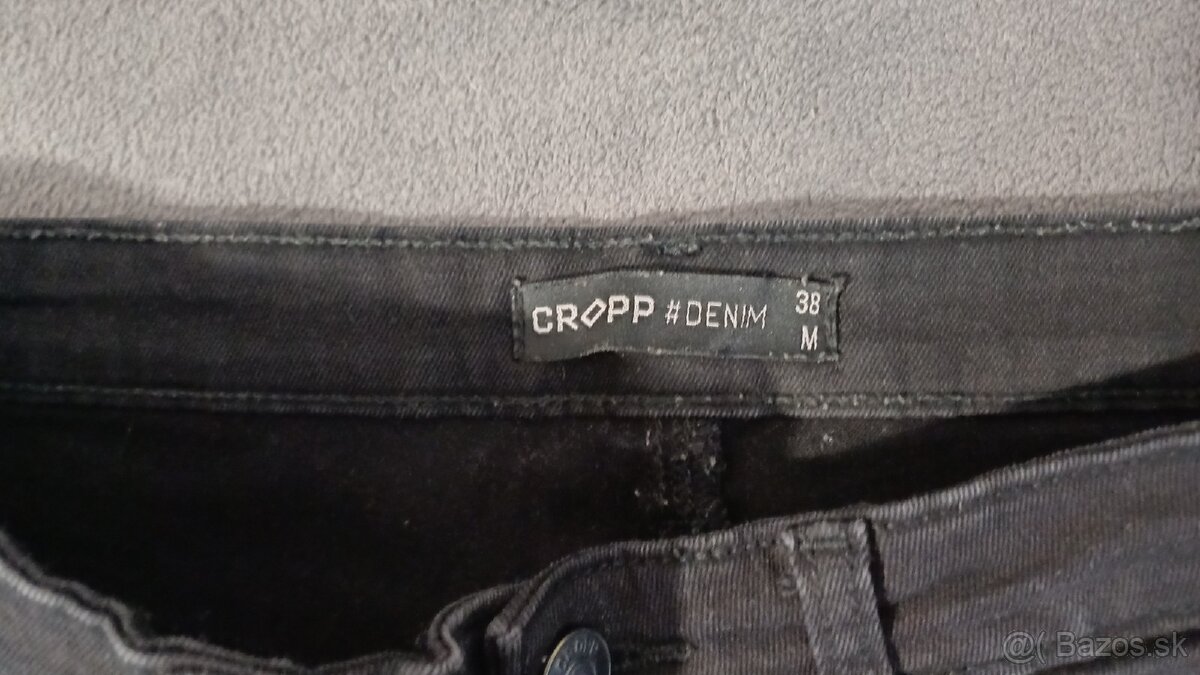 CROPP #DENIM 38
M
@( Bazos.sk